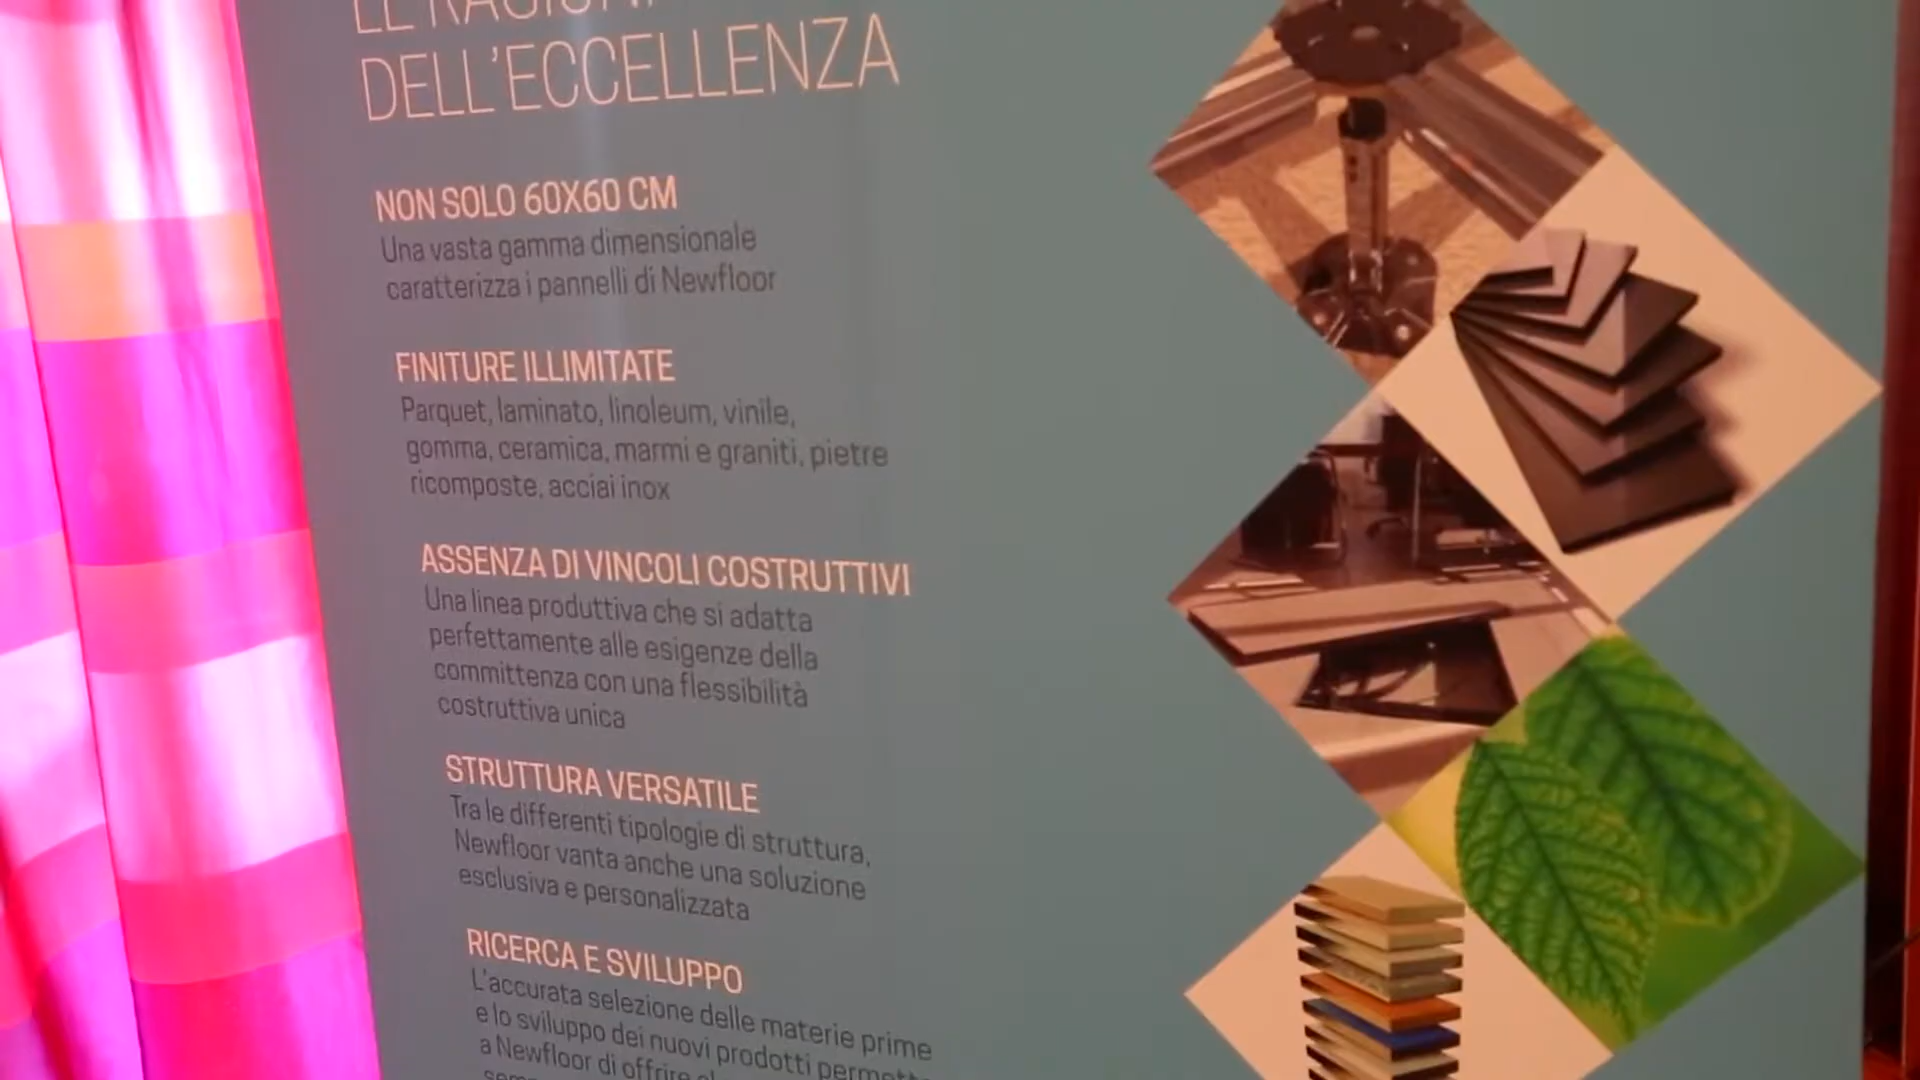 LE RAGIONI
DELL'ECCELLENZA
NON SOLO 60X60 CM
Una vasta gamma dimensionale
caratterizza i pannelli di Newfloor
FINITURE ILLIMITATE
Parquet, laminato, linoleum, vinile,
gomma, ceramica, marmi e graniti, pietre
ricomposte, acciai inox
ASSENZA DI VINCOLI COSTRUTTIVI
Una linea produttiva che si adatta
perfettamente alle esigenze della
committenza con una flessibilità
costruttiva unica
STRUTTURA VERSATILE
Tra le differenti tipologie di struttura,
Newfloor vanta anche una soluzione
esclusiva e personalizzata
RICERCA E SVILUPPO
L'accurata selezione delle materie prime
e lo sviluppo dei nuovi prodotti
a Newfloor di offrire